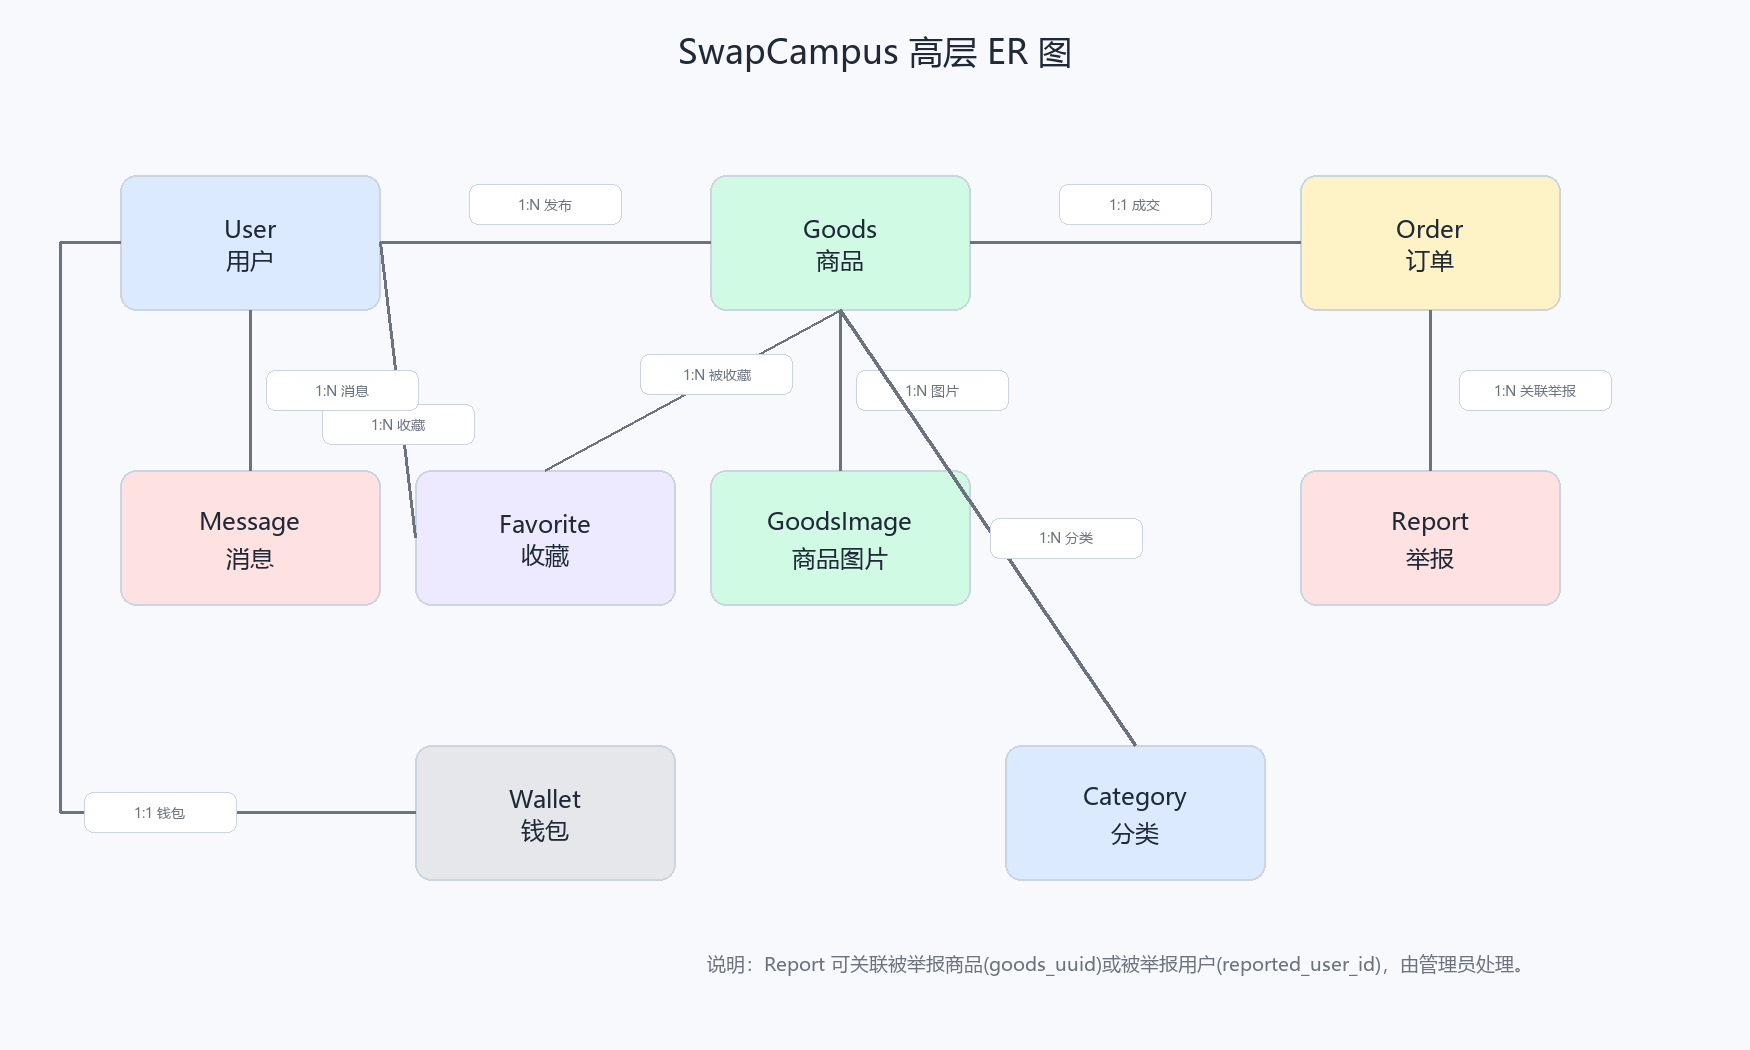 SwapCampus 高层 ER 图
1:N 发布
1:1 成交
User
用户
Goods
商品
Order
订单
1:N 被收藏
1:N 消息
1:N 图片
1:N 关联举报
1:N 收藏
Message
消息
Favorite
收藏
GoodsImage
商品图片
1:N 分类
Report
举报
1:1 钱包
Wallet
钱包
Category
分类
说明：Report 可关联被举报商品(goods_uuid)或被举报用户(reported_user_id)，由管理员处理。